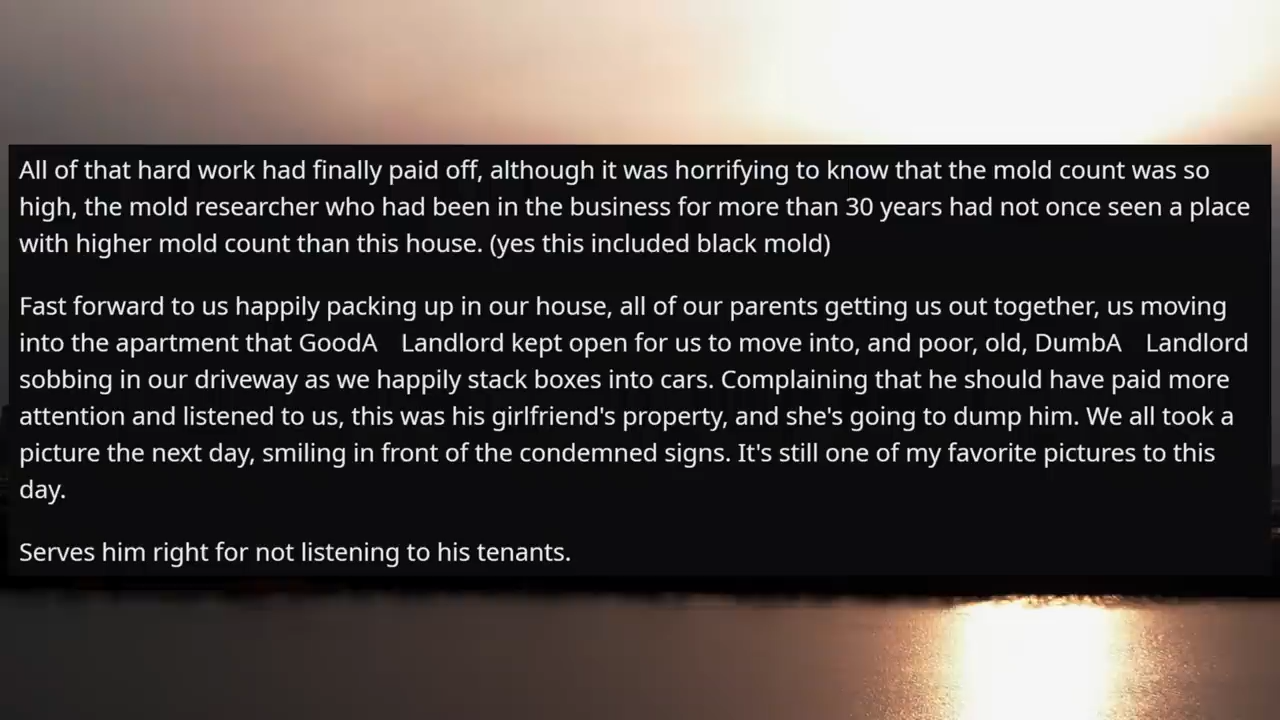 All of that hard work had finally paid off, although it was horrifying to know that the mold count was so
high, the mold researcher who had been in the business for more than 30 years had not once seen a place
with higher mold count than this house. (yes this included black mold)
Fast forward to us happily packing up in our house, all of our parents getting us out together, us moving
into the apartment that GoodA Landlord kept open for us to move into, and poor, old, DumbA Landlord
sobbing in our driveway as we happily stack boxes into cars. Complaining that he should have paid more
attention and listened to us, this was his girlfriend's property, and she's going to dump him. We all took a
picture the next day, smiling in front of the condemned signs. It's still one of my favorite pictures to this
day.
Serves him right for not listening to his tenants.